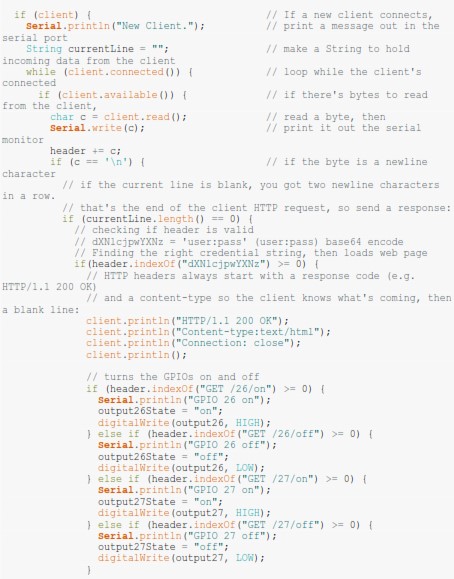 if (client) {                             // If a new client connects,
    Serial.println("New Client.");          // print a message out in the
serial port
    String currentLine = "";                // make a String to hold
incoming data from the client
    while (client.connected()) {            // loop while the client's
connected
      if (client.available()) {             // if there's bytes to read
from the client,
        char c = client.read();             // read a byte, then
        Serial.write(c);                    // print it out the serial
monitor
        header += c;
        if (c == '\n') {                    // if the byte is a newline
character
          // if the current line is blank, you got two newline characters
in a row.
          // that's the end of the client HTTP request, so send a response:
          if (currentLine.length() == 0) {
            // checking if header is valid
            // dXNlcjpwYXNz = 'user:pass' (user:pass) base64 encode
            // Finding the right credential string, then loads web page
            if(header.indexOf("dXNlcjpwYXNz") >= 0) {
              // HTTP headers always start with a response code (e.g.
HTTP/1.1 200 OK)
              // and a content-type so the client knows what's coming, then
a blank line:
              client.println("HTTP/1.1 200 OK");
              client.println("Content-type:text/html");
              client.println("Connection: close");
              client.println();
              // turns the GPIOs on and off
              if (header.indexOf("GET /26/on") >= 0) {
                Serial.println("GPIO 26 on");
                output26State = "on";
                digitalWrite(output26, HIGH);
              } else if (header.indexOf("GET /26/off") >= 0) {
                Serial.println("GPIO 26 off");
                output26State = "off";
                digitalWrite(output26, LOW);
              } else if (header.indexOf("GET /27/on") >= 0) {
                Serial.println("GPIO 27 on");
                output27State = "on";
                digitalWrite(output27, HIGH);
              } else if (header.indexOf("GET /27/off") >= 0) {
                Serial.println("GPIO 27 off");
                output27State = "off";
                digitalWrite(output27, LOW);
              }